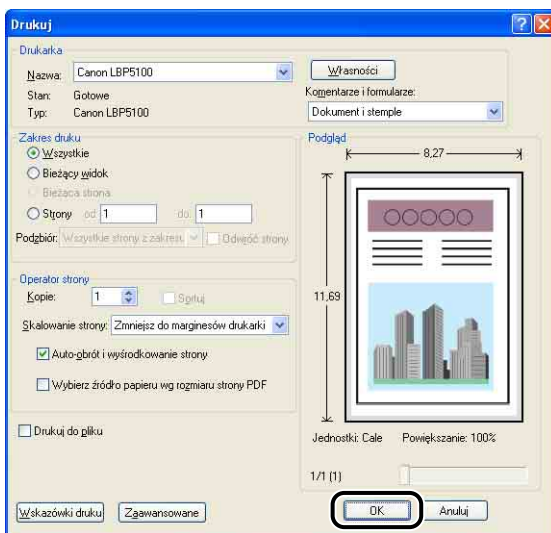 Drukuj
Drukarka
Nazwa: Canon LBP5100
Własności
Stan: Gotowe
Komentarze i formularze:
Typ: Canon LBP5100
Dokument i stemple
Zakres druku
Wszystkie
Bieżący widok
Bieżąca strona
Strony od 1 do 1
Podzbiór: Wszystkie strony z zakresu Odwróć strony
Operator strony
Kopie: 1 Sortuj
Skalowanie strony: Zmniejsz do marginesów drukarki
Auto-obrót i wyśrodkowanie strony
Wybierz źródło papieru wg rozmiaru strony PDF
Drukuj do pliku
Podgląd
8,27
11,69
Jednostki: Cale Powiększanie: 100%
1/1 (1)
Wskazówki druku Zaawansowane OK Anuluj